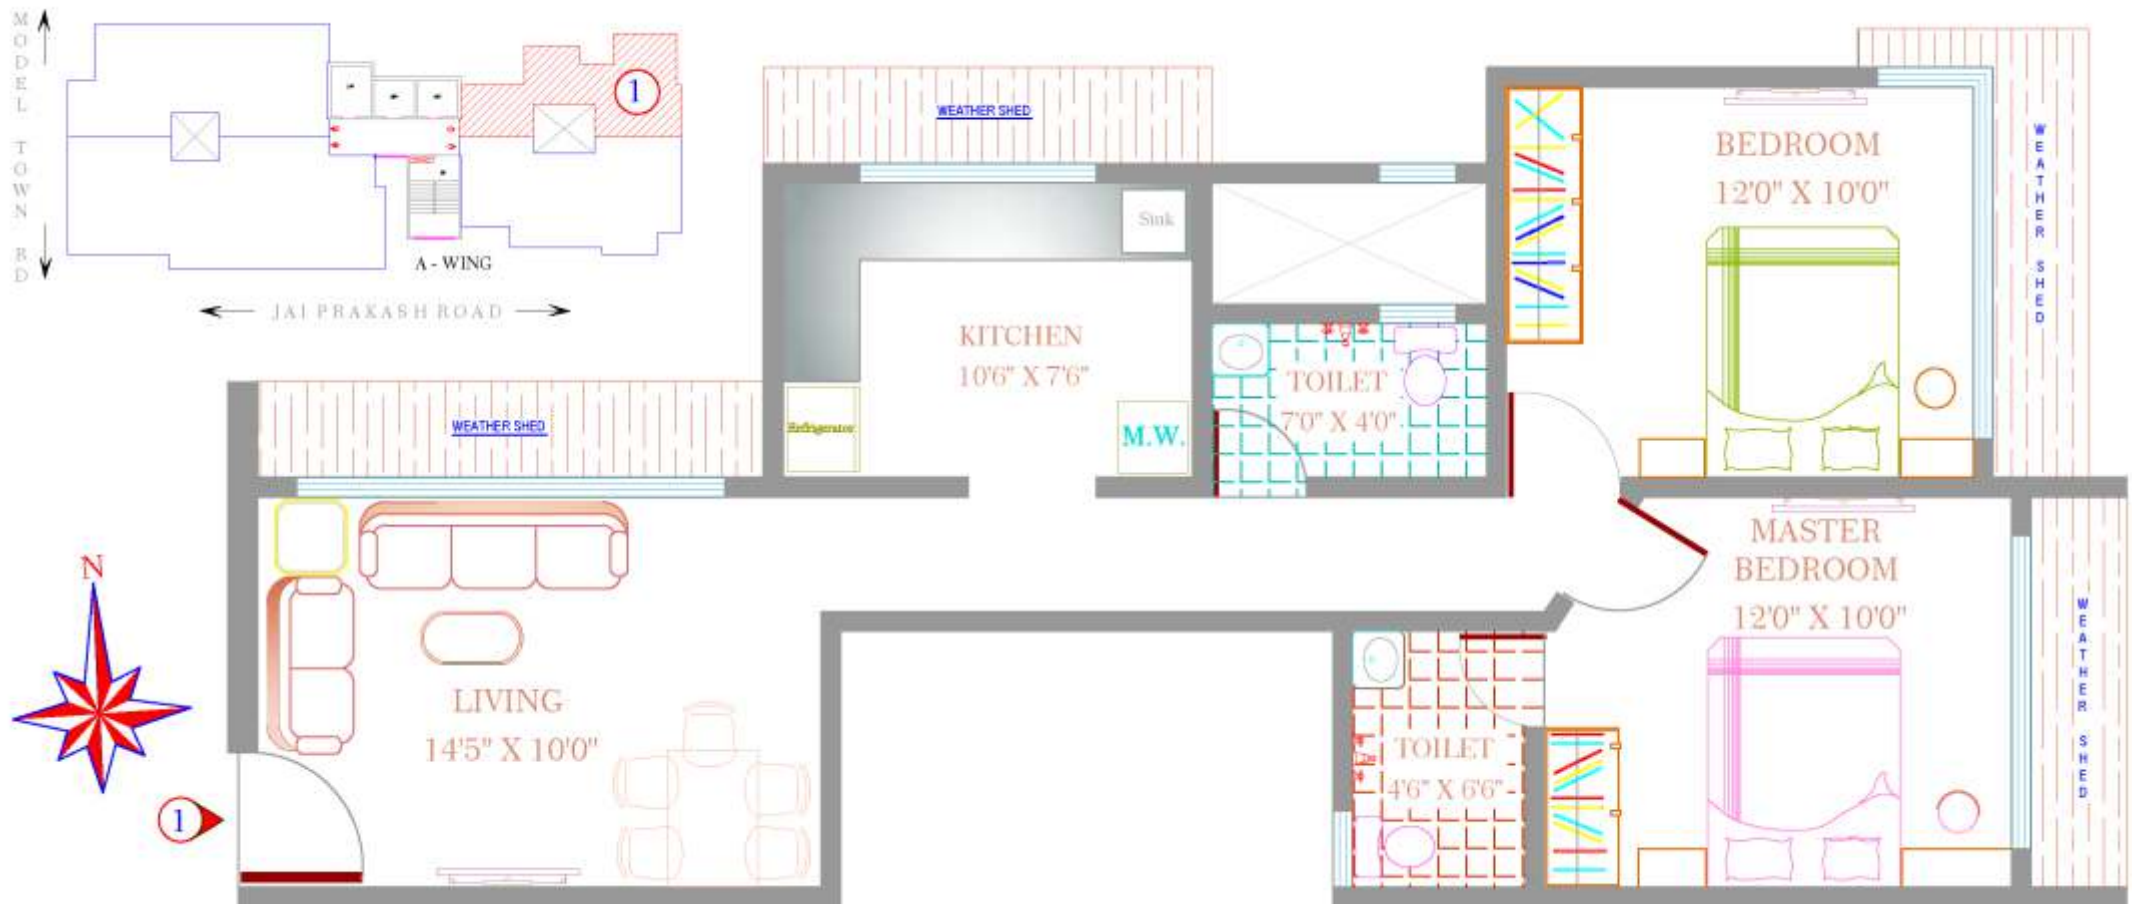 MODEL TOWN RD
1
A - WING
JAI PRAKASH ROAD
WEATHER SHED
BEDROOM
12'0" X 10'0"
WEATHER SHED
Sink
KITCHEN
10'6" X 7'6"
TOILET
7'0" X 4'0"
WEATHER SHED
Refrigerator
M.W.
MASTER
BEDROOM
12'0" X 10'0"
WEATHER SHED
N
LIVING
14'5" X 10'0"
TOILET
4'6" X 6'6"
1